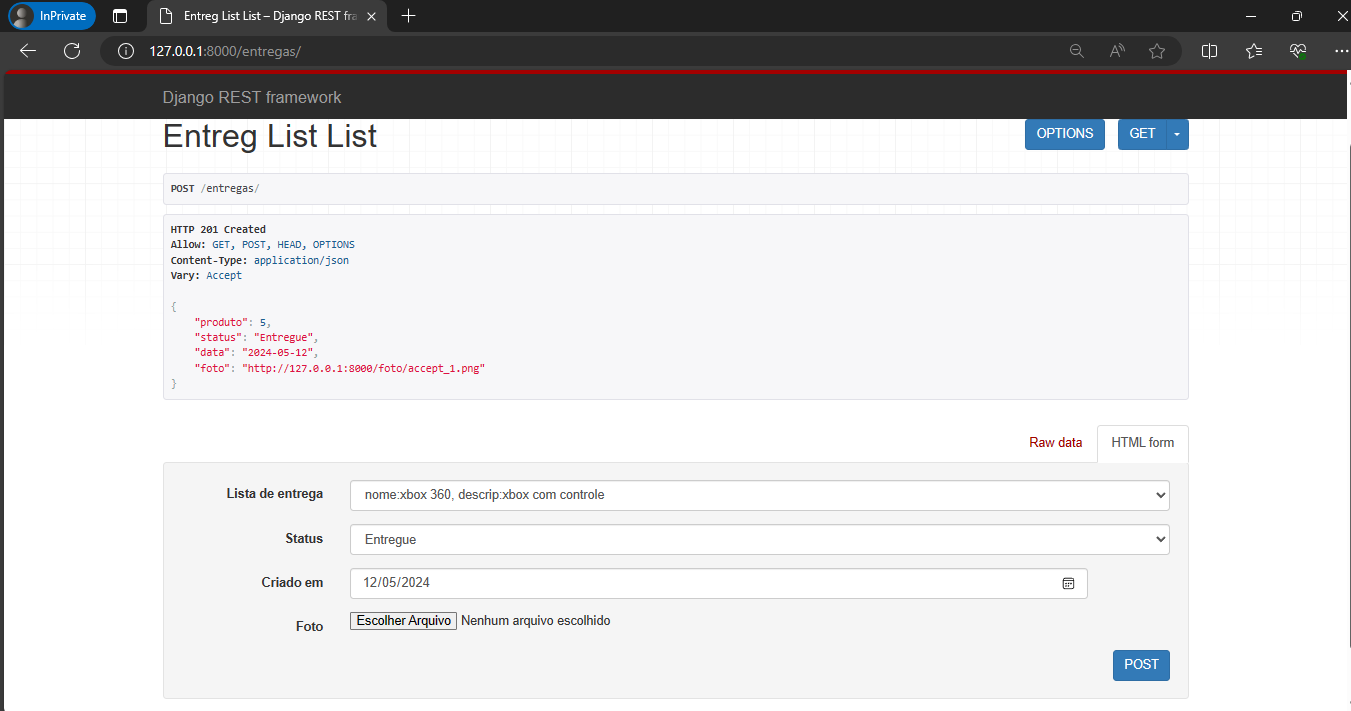 InPrivate
Entreg List List – Django REST fra
127.0.0.1:8000/entregas/
Django REST framework
Entreg List List
OPTIONS
GET
POST /entregas/
HTTP 201 Created
Allow: GET, POST, HEAD, OPTIONS
Content-Type: application/json
Vary: Accept
{
"produto": 5,
"status": "Entregue",
"data": "2024-05-12",
"foto": "http://127.0.0.1:8000/foto/accept_1.png"
}
Raw data
HTML form
Lista de entrega
nome:xbox 360, descrip:xbox com controle
Status
Entregue
Criado em
12/05/2024
Foto
Escolher Arquivo Nenhum arquivo escolhido
POST